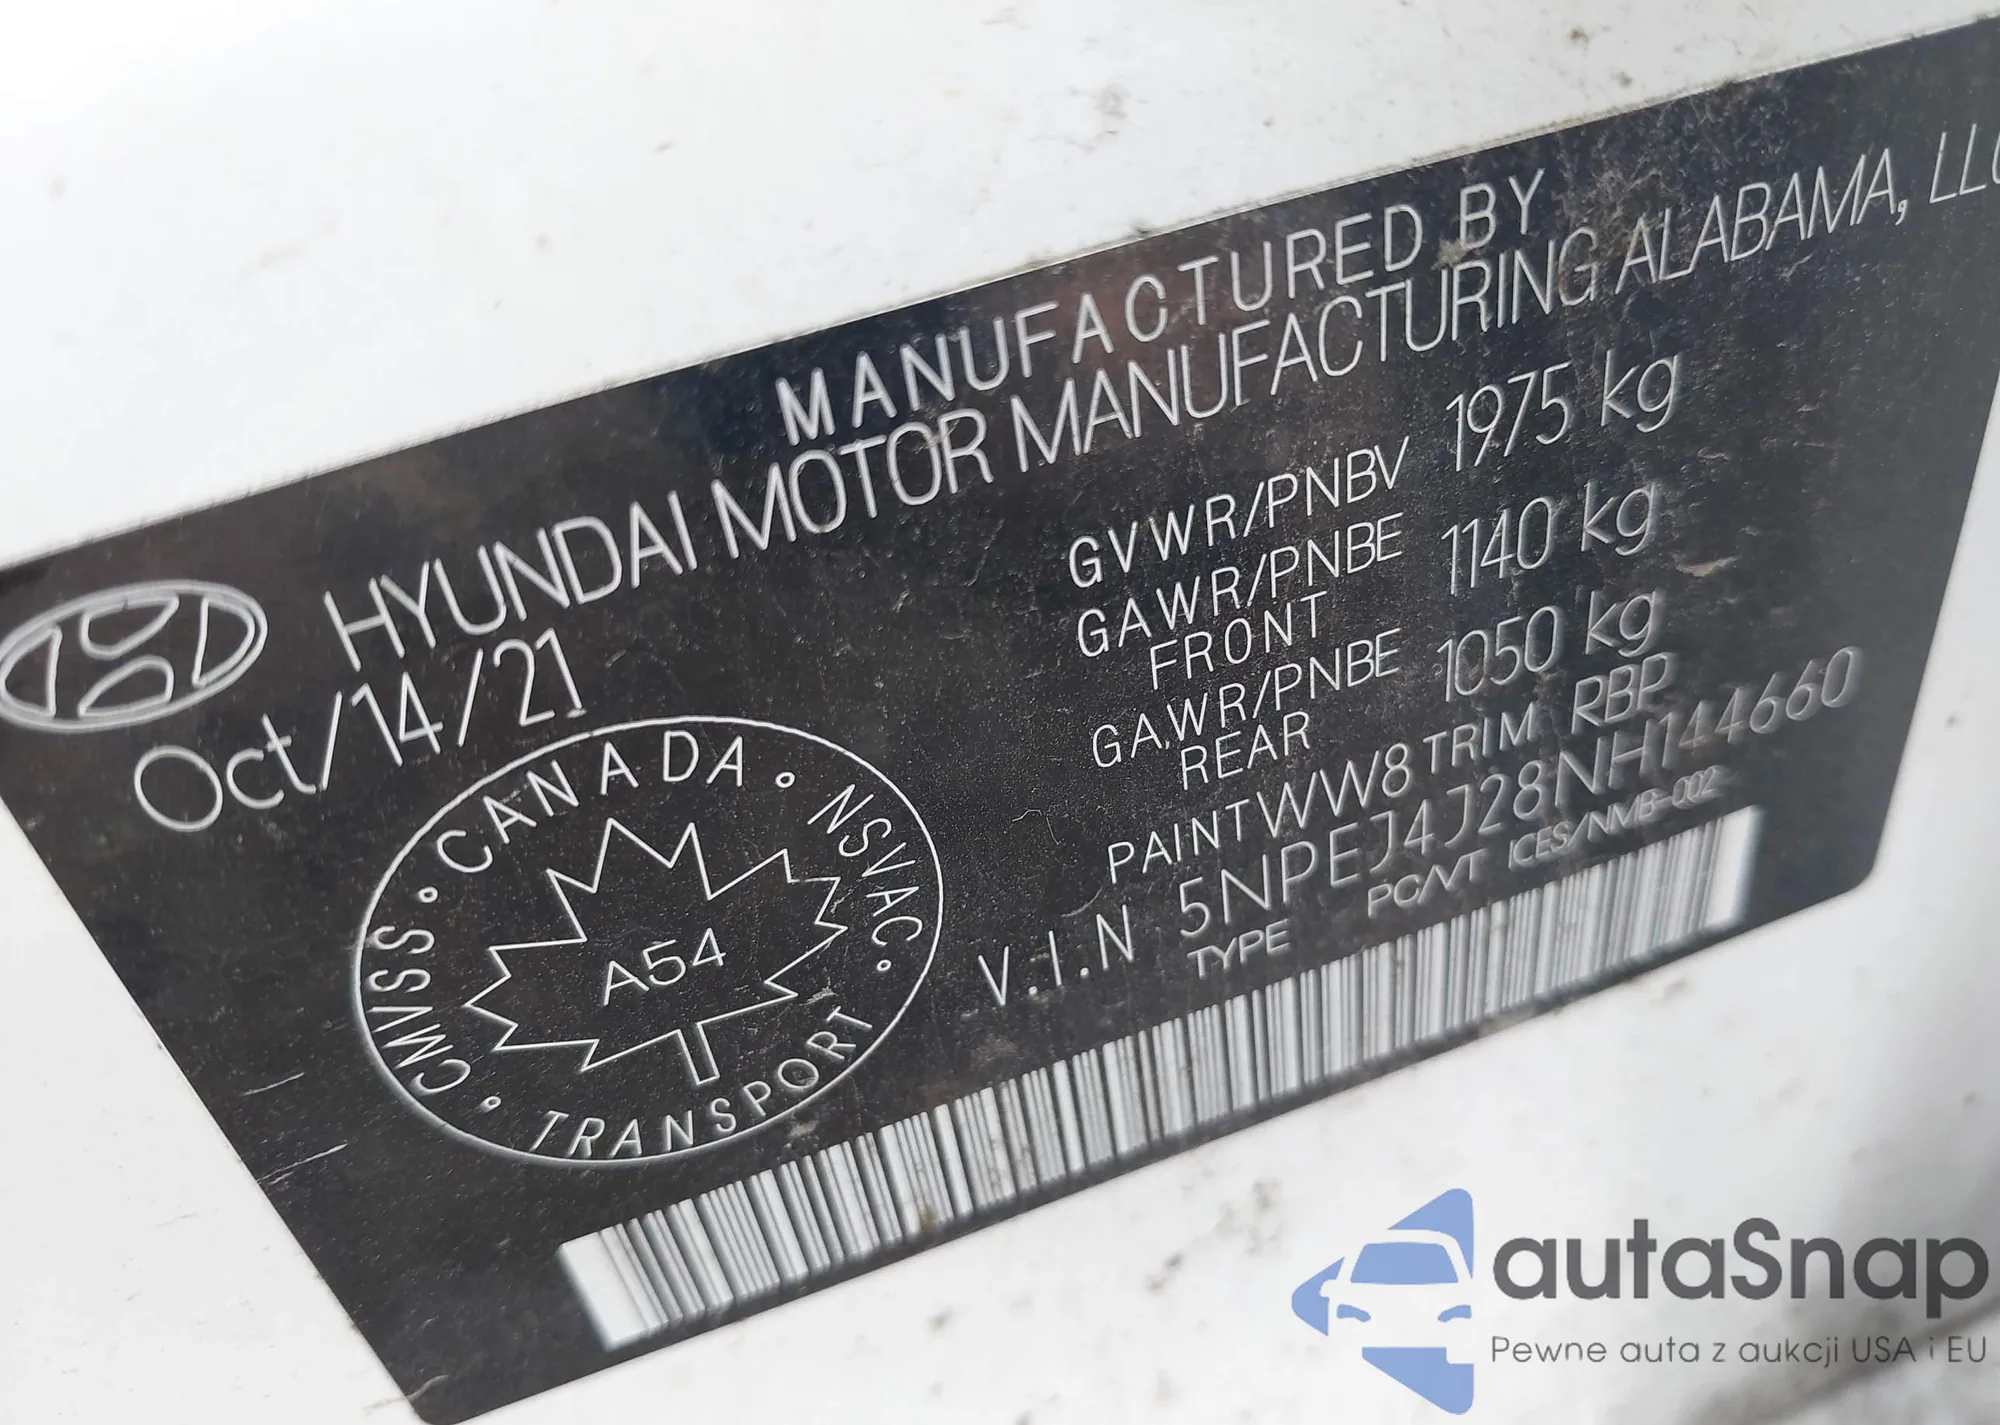 MANUFACTURED BY
HYUNDAI MOTOR MANUFACTURING ALABAMA, LLC
Oct/14/21
GVWR/PNBV 1975 kg
GAWR/PNBE 1140 kg
FRONT
GAWR/PNBE 1050 kg
REAR
PAINT WW8 TRIM RBP
V.I.N 5NPEJ4J28NH144660
TYPE PC/VT ICES/NMB-002
CMVSS · CANADA · NSVAC · TRANSPORT
A54
autaSnap
Pewne auta z aukcji USA i EU